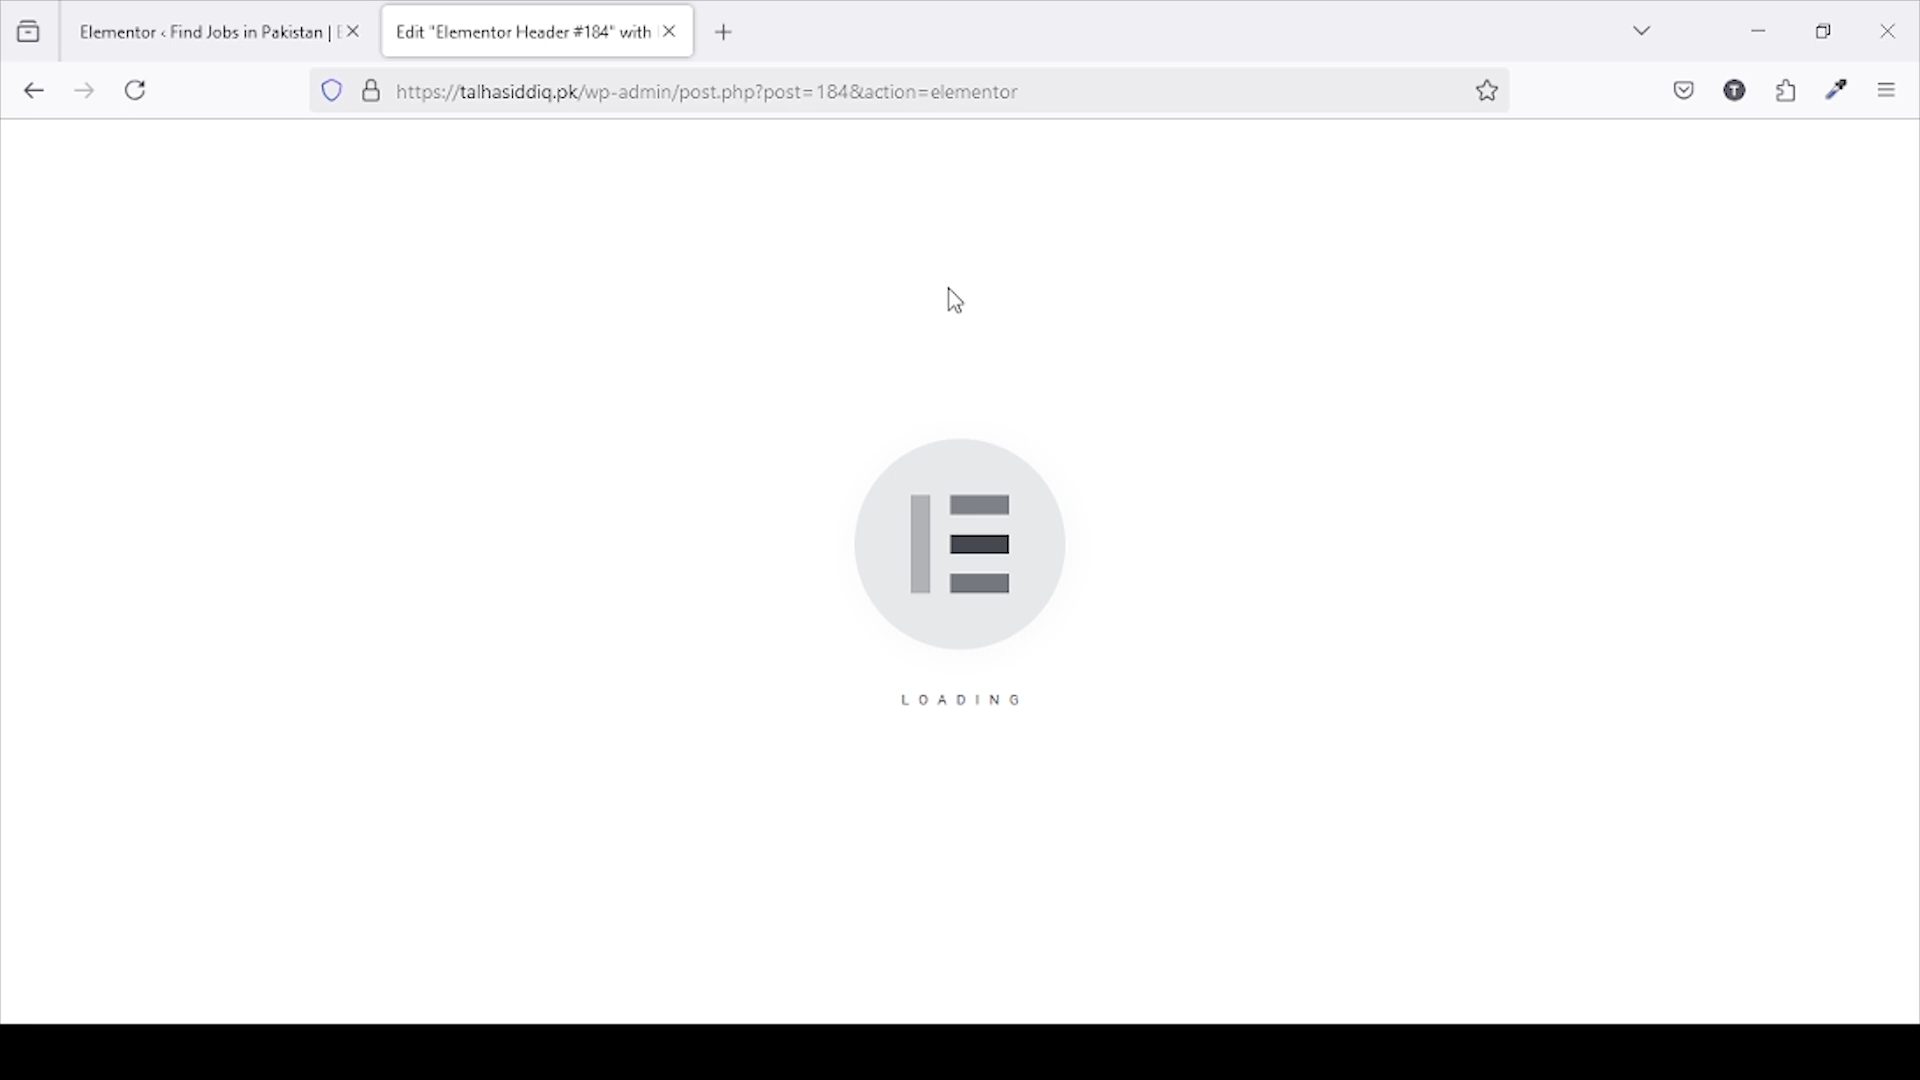 Elementor ‹ Find Jobs in Pakistan |
Edit "Elementor Header #184" with
https://talhasiddiq.pk/wp-admin/post.php?post=184&action=elementor
T
LOADING